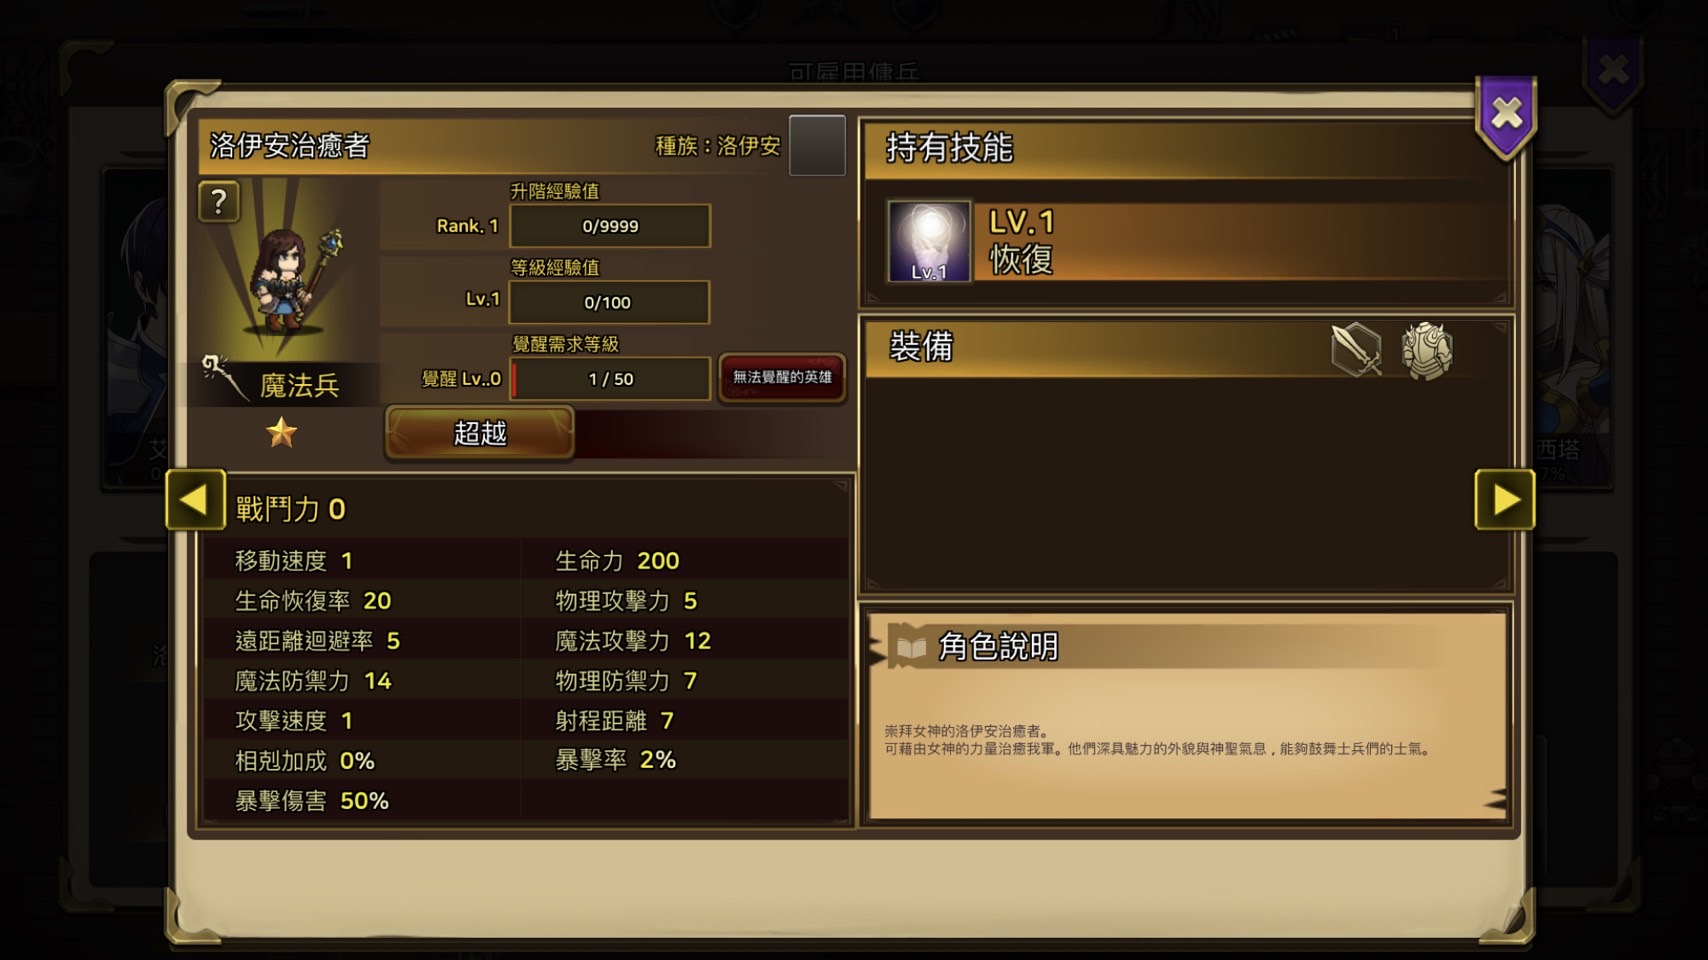 可雇用傭兵
洛伊安治癒者
種族：洛伊安
?
升階經驗值
Rank. 1
0/9999
等級經驗值
Lv.1
0/100
覺醒需求等級
覺醒 Lv..0
1 / 50
無法覺醒的英雄
魔法兵
超越
戰鬥力 0
移動速度 1
生命力 200
生命恢復率 20
物理攻擊力 5
遠距離迴避率 5
魔法攻擊力 12
魔法防禦力 14
物理防禦力 7
攻擊速度 1
射程距離 7
相剋加成 0%
暴擊率 2%
暴擊傷害 50%
持有技能
Lv.1
LV.1
恢復
裝備
角色說明
崇拜女神的洛伊安治癒者。
可藉由女神的力量治癒我軍。他們深具魅力的外貌與神聖氣息，能夠鼓舞士兵們的士氣。
西塔
7%